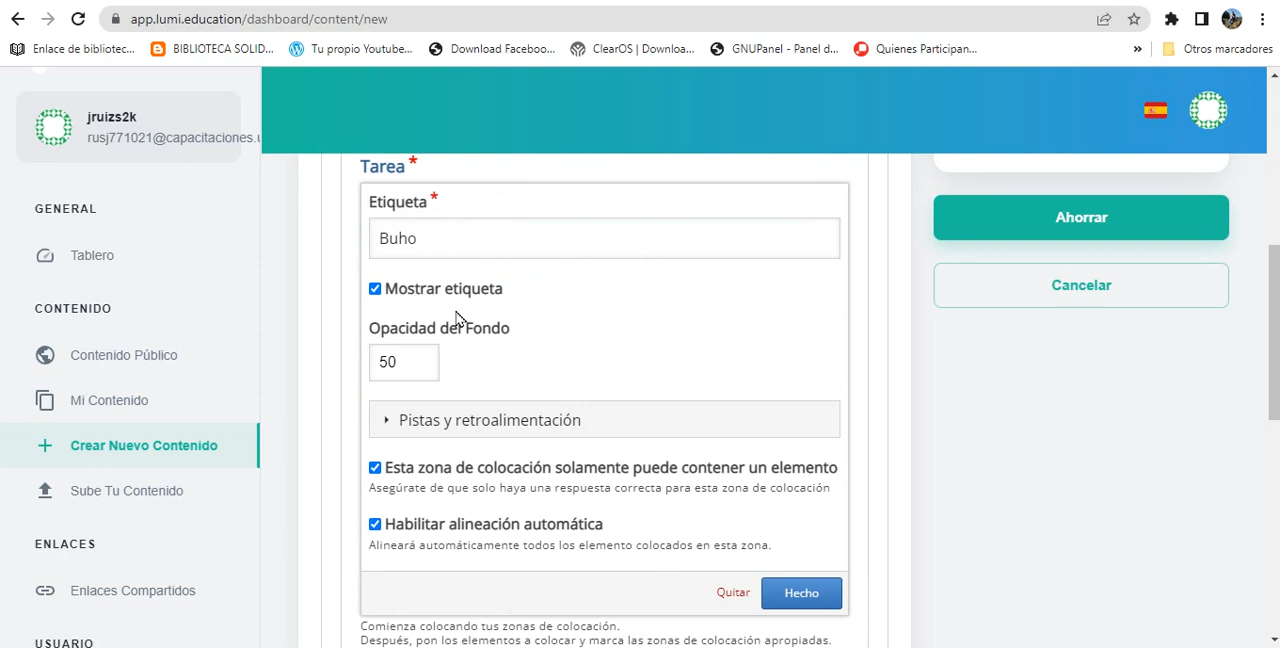 app.lumi.education/dashboard/content/new
Enlace de bibliotec...
BIBLIOTECA SOLID...
Tu propio Youtube...
Download Faceboo...
ClearOS | Downloa...
GNUPanel - Panel d...
Quienes Participan...
»
Otros marcadores
jruizs2k
rusj771021@capacitaciones.u
GENERAL
Tablero
CONTENIDO
Contenido Público
Mi Contenido
Crear Nuevo Contenido
Sube Tu Contenido
ENLACES
Enlaces Compartidos
USUARIO
Tarea *
Etiqueta *
Buho
Mostrar etiqueta
Opacidad del Fondo
50
Pistas y retroalimentación
Esta zona de colocación solamente puede contener un elemento
Asegúrate de que solo haya una respuesta correcta para esta zona de colocación
Habilitar alineación automática
Alineará automáticamente todos los elemento colocados en esta zona.
Quitar
Hecho
Comienza colocando tus zonas de colocación.
Después, pon los elementos a colocar y marca las zonas de colocación apropiadas.
Ahorrar
Cancelar